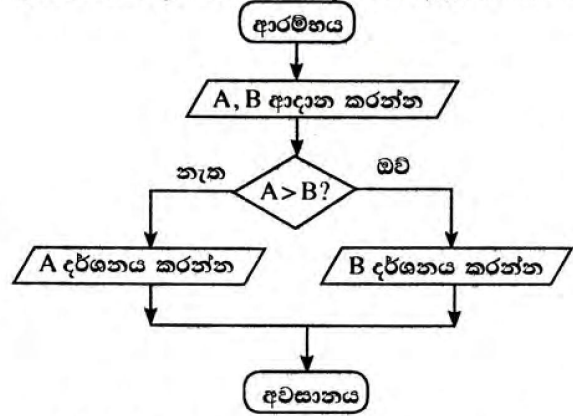 ආරම්භය
A, B ආදාන කරන්න
නැත
ඔව්
A > B?
A දර්ශනය කරන්න
B දර්ශනය කරන්න
අවසානය